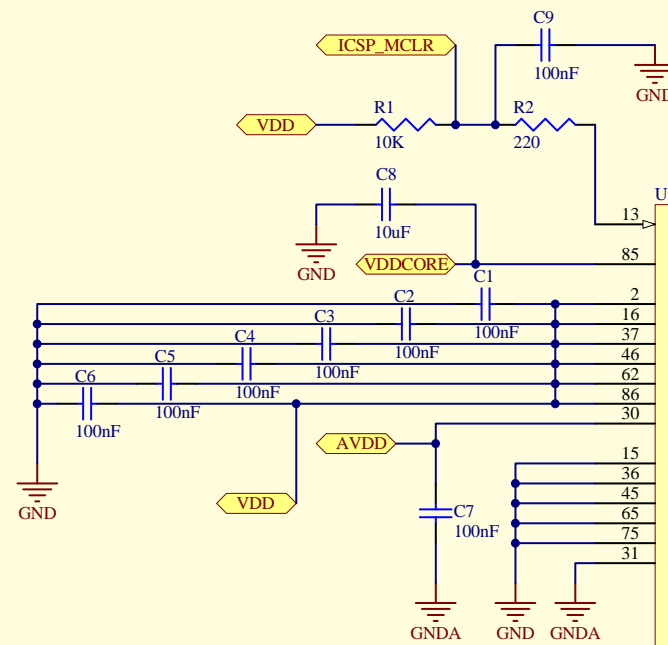 C9
ICSP_MCLR
100nF
GND
R1
R2
VDD
10K
220
U
C8
13
10uF
85
GND
VDDCORE
C1
2
C2
16
C3
100nF
37
C4
100nF
46
C5
100nF
62
C6
100nF
86
100nF
30
100nF
AVDD
15
36
VDD
GND
45
C7
100nF
65
75
31
GNDA
GND
GNDA